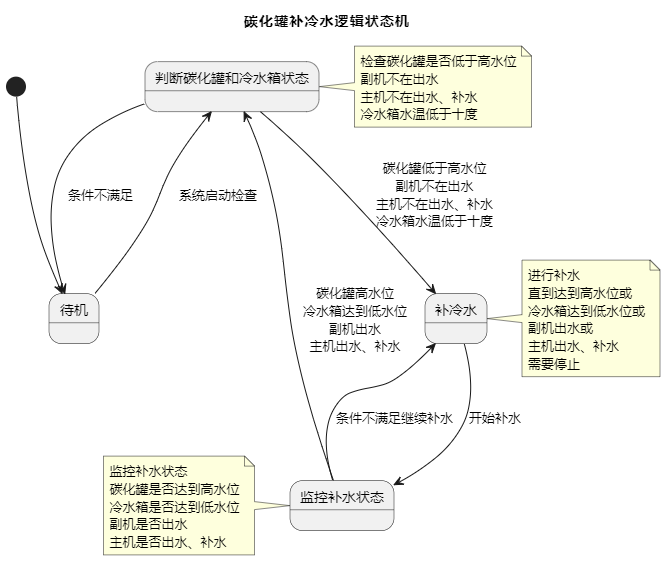 碳化罐补冷水逻辑状态机
判断碳化罐和冷水箱状态
检查碳化罐是否低于高水位
副机不在出水
主机不在出水、补水
冷水箱水温低于十度
条件不满足
系统启动检查
碳化罐低于高水位
副机不在出水
主机不在出水、补水
冷水箱水温低于十度
待机
碳化罐高水位
冷水箱达到低水位
副机出水
主机出水、补水
补冷水
进行补水
直到达到高水位或
冷水箱达到低水位或
副机出水或
主机出水、补水
需要停止
条件不满足继续补水
开始补水
监控补水状态
碳化罐是否达到高水位
冷水箱是否达到低水位
副机是否出水
主机是否出水、补水
监控补水状态